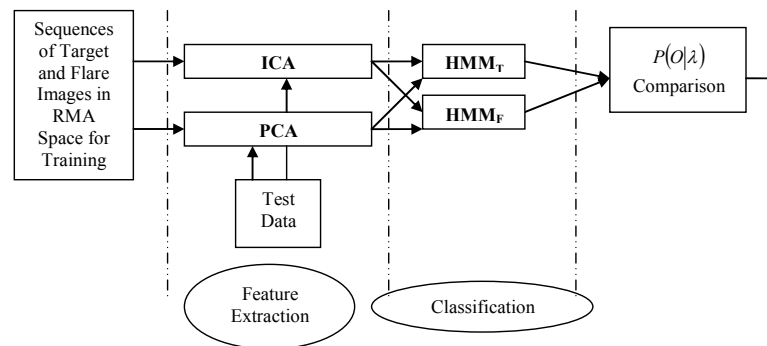 Sequences
of Target
and Flare
Images in
RMA
Space for
Training
ICA
PCA
Test
Data
HMM_T
HMM_F
P(O|λ)
Comparison
Feature
Extraction
Classification